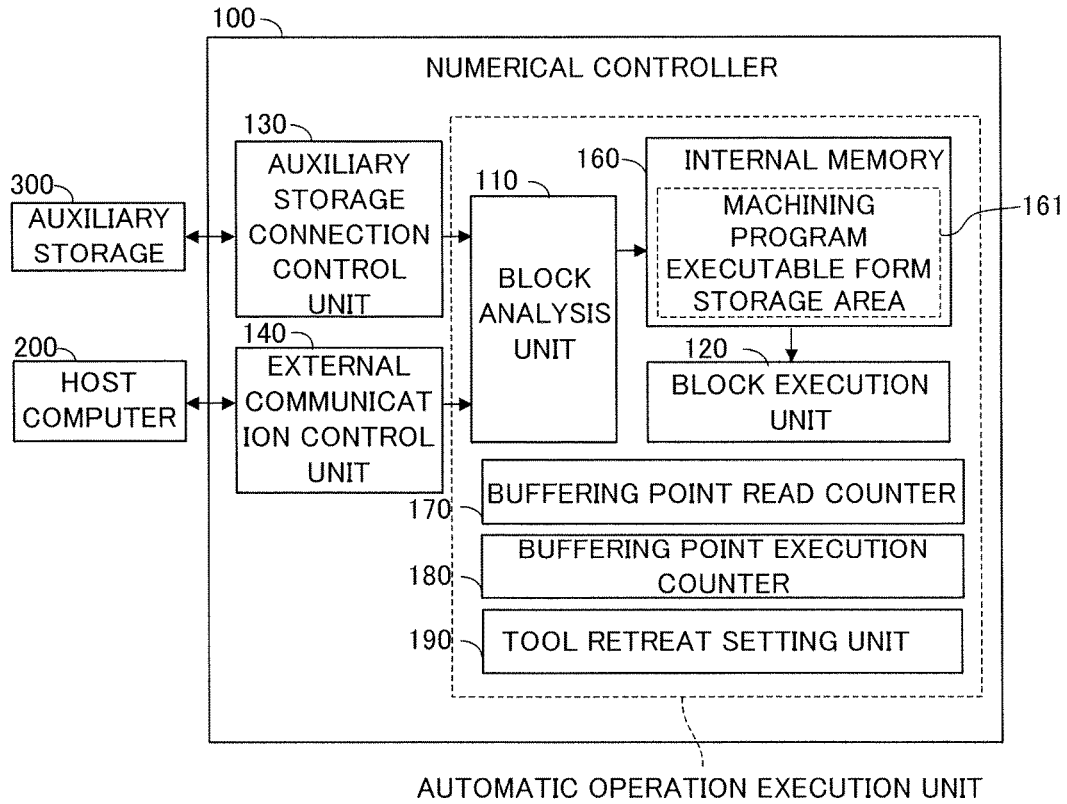 100
NUMERICAL CONTROLLER
130
AUXILIARY
STORAGE
CONNECTION
CONTROL
UNIT
300
AUXILIARY
STORAGE
110
BLOCK
ANALYSIS
UNIT
160
INTERNAL MEMORY
MACHINING
PROGRAM
EXECUTABLE FORM
STORAGE AREA
161
200
HOST
COMPUTER
140
EXTERNAL
COMMUNICAT
ION CONTROL
UNIT
120
BLOCK EXECUTION
UNIT
170
BUFFERING POINT READ COUNTER
180
BUFFERING POINT EXECUTION
COUNTER
190
TOOL RETREAT SETTING UNIT
AUTOMATIC OPERATION EXECUTION UNIT